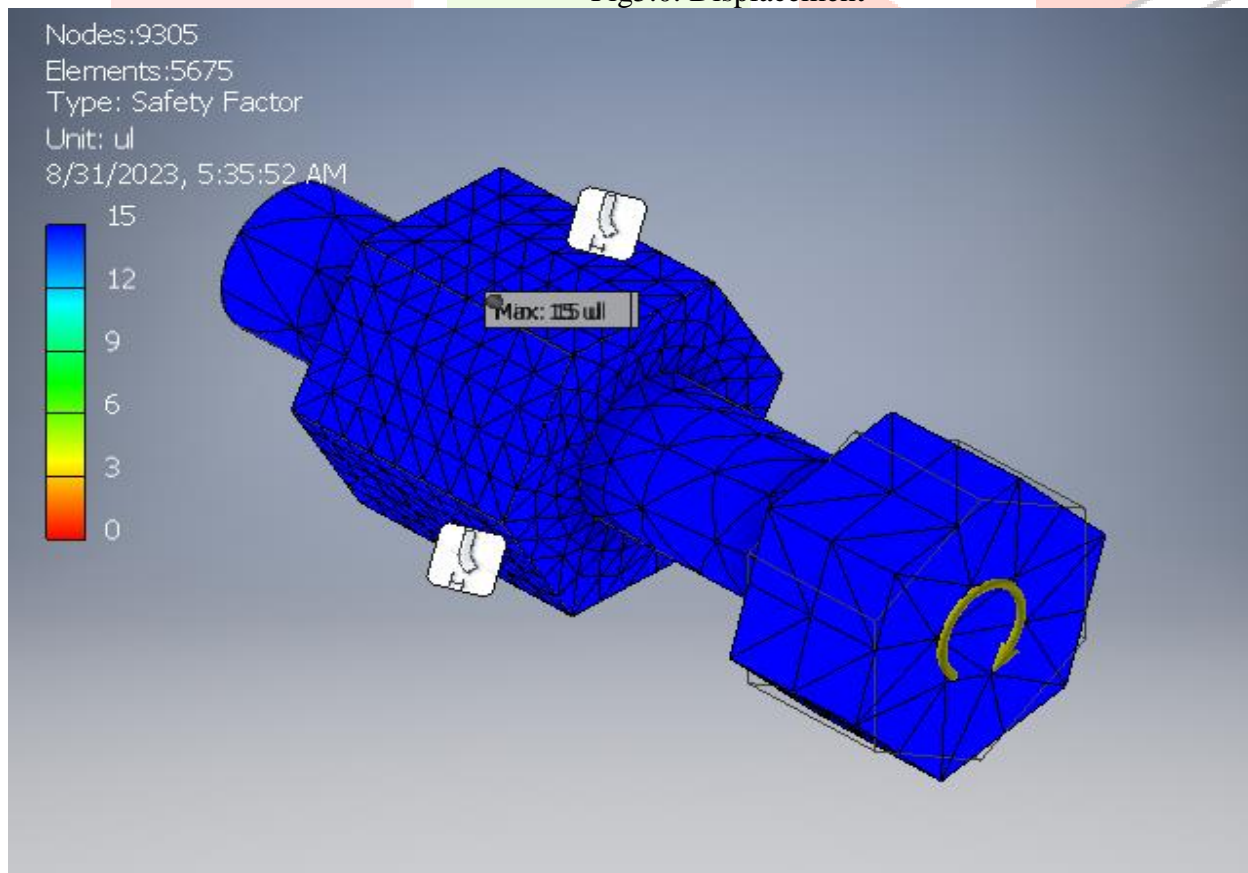 Nodes:9305
Elements:5675
Type: Safety Factor
Unit: ul
8/31/2023, 5:35:52 AM
15
12
9
6
3
0
15 ul